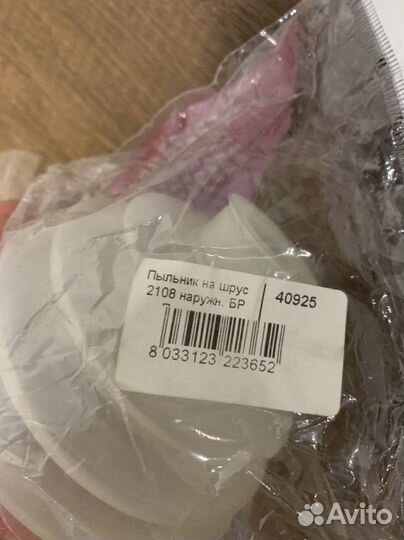 Пыльник на шрус
2108 наружн. БР
40925
8 033123 223652
Avito